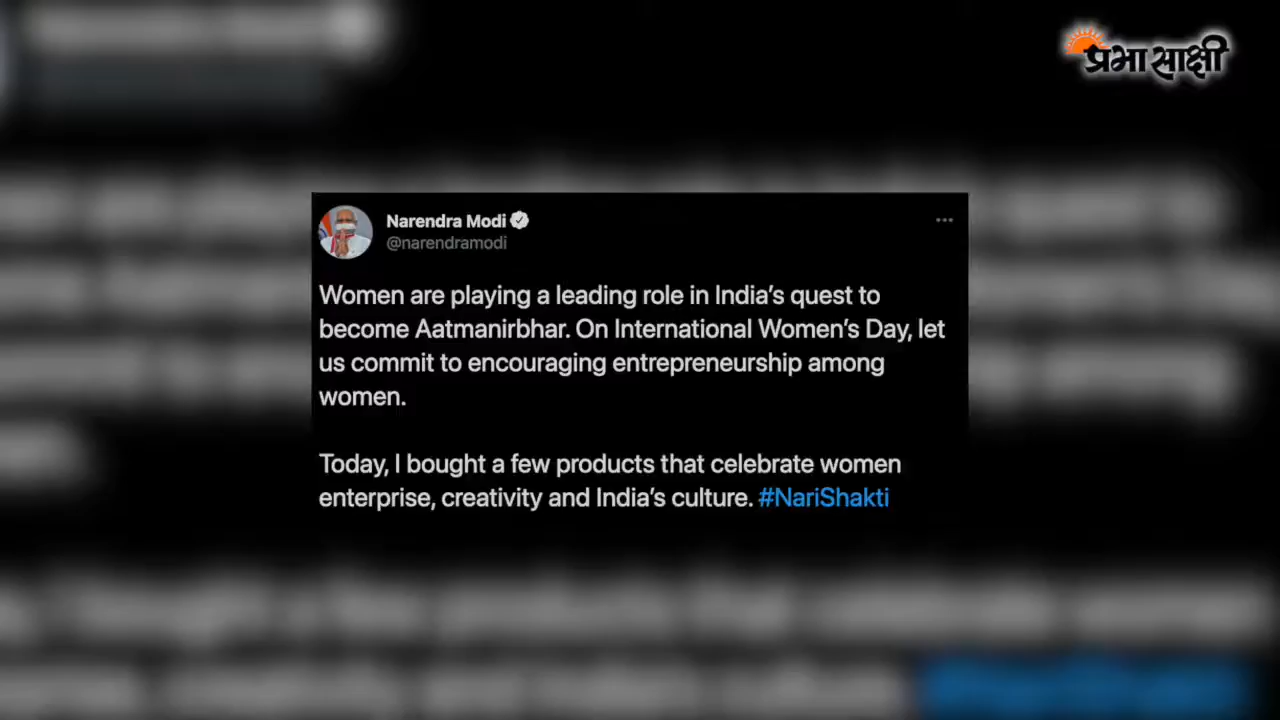 प्रभा साक्षी
Narendra Modi
@narendramodi
Women are playing a leading role in India’s quest to
become Aatmanirbhar. On International Women’s Day, let
us commit to encouraging entrepreneurship among
women.
Today, I bought a few products that celebrate women
enterprise, creativity and India’s culture. #NariShakti